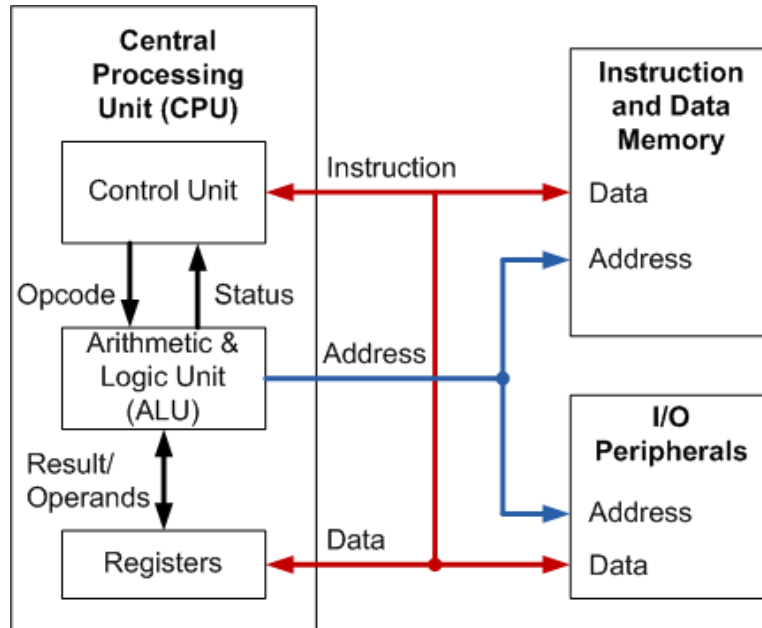 Central
Processing
Unit (CPU)
Control Unit
Opcode
Status
Arithmetic &
Logic Unit
(ALU)
Result/
Operands
Registers
Instruction
Address
Data
Instruction
and Data
Memory
Data
Address
I/O
Peripherals
Address
Data